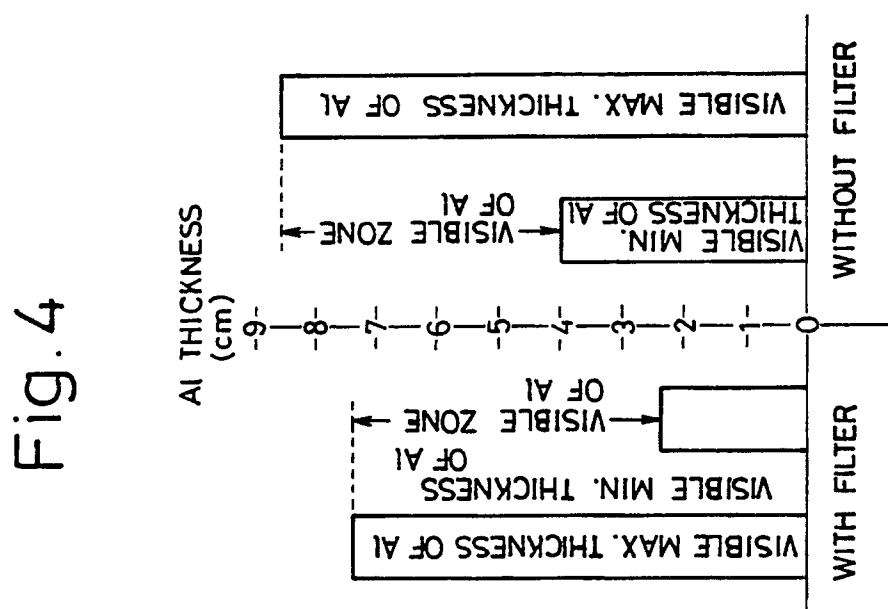 Fig. 4
Al THICKNESS
(cm)
9
8
7
6
5
4
3
2
1
0
VISIBLE MAX. THICKNESS OF Al
VISIBLE MIN. THICKNESS
OF Al
VISIBLE ZONE
OF Al
WITH FILTER
VISIBLE MIN.
THICKNESS OF Al
VISIBLE ZONE
OF Al
VISIBLE MAX. THICKNESS OF Al
WITHOUT FILTER